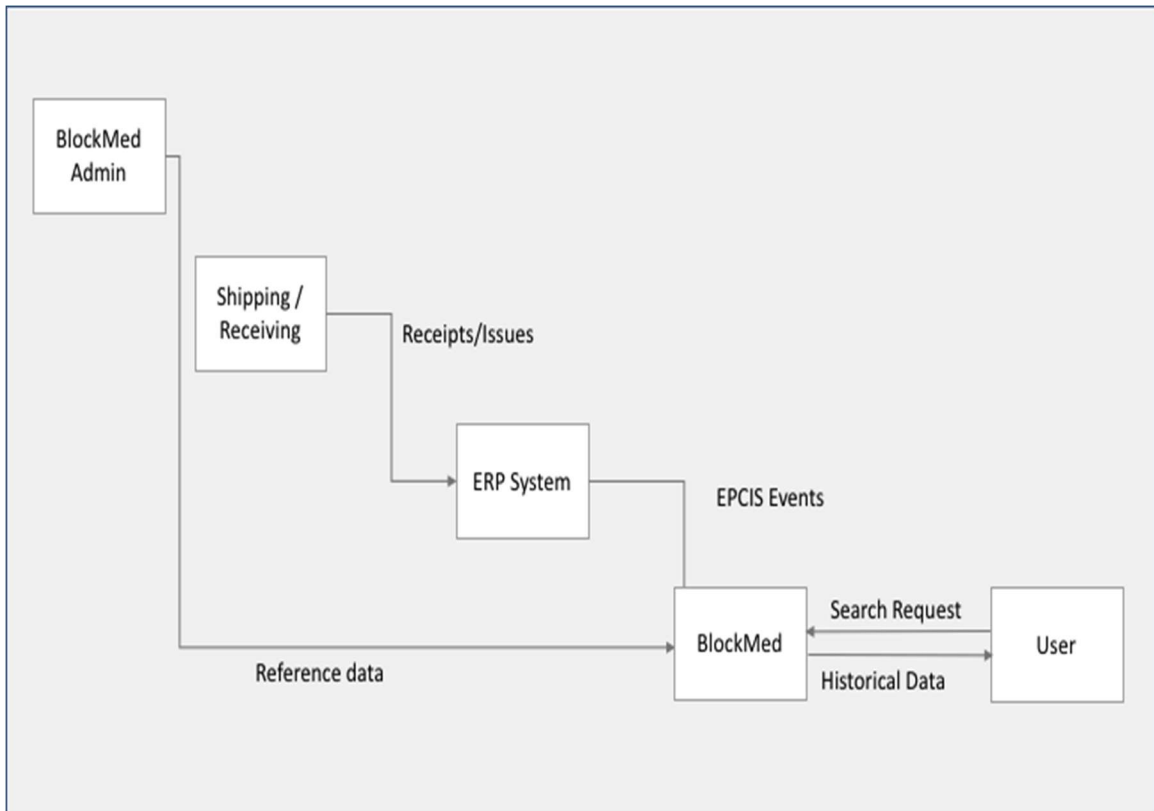 BlockMed
Admin
Shipping /
Receiving
Receipts/Issues
ERP System
EPCIS Events
Search Request
BlockMed
User
Reference data
Historical Data